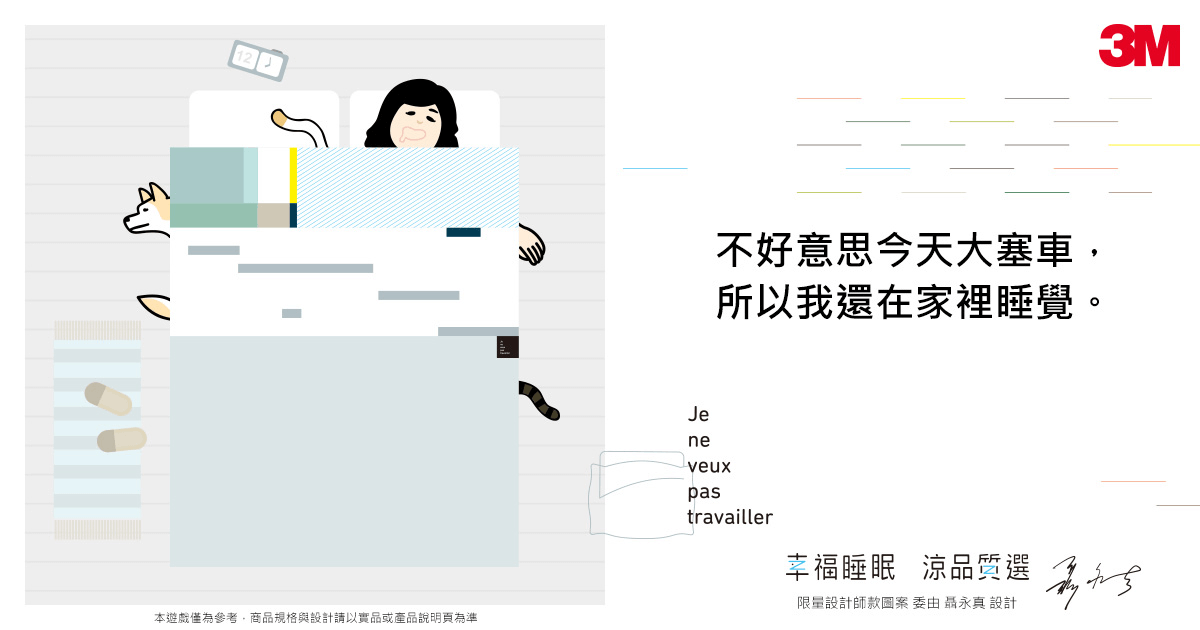 3M
12
不好意思今天大塞車，
所以我還在家裡睡覺。
Je
ne
veux
pas
travailler
幸福睡眠 涼品質選
限量設計師款圖案 委由 聶永真 設計
本遊戲僅為參考．商品規格與設計請以實品或產品說明頁為準